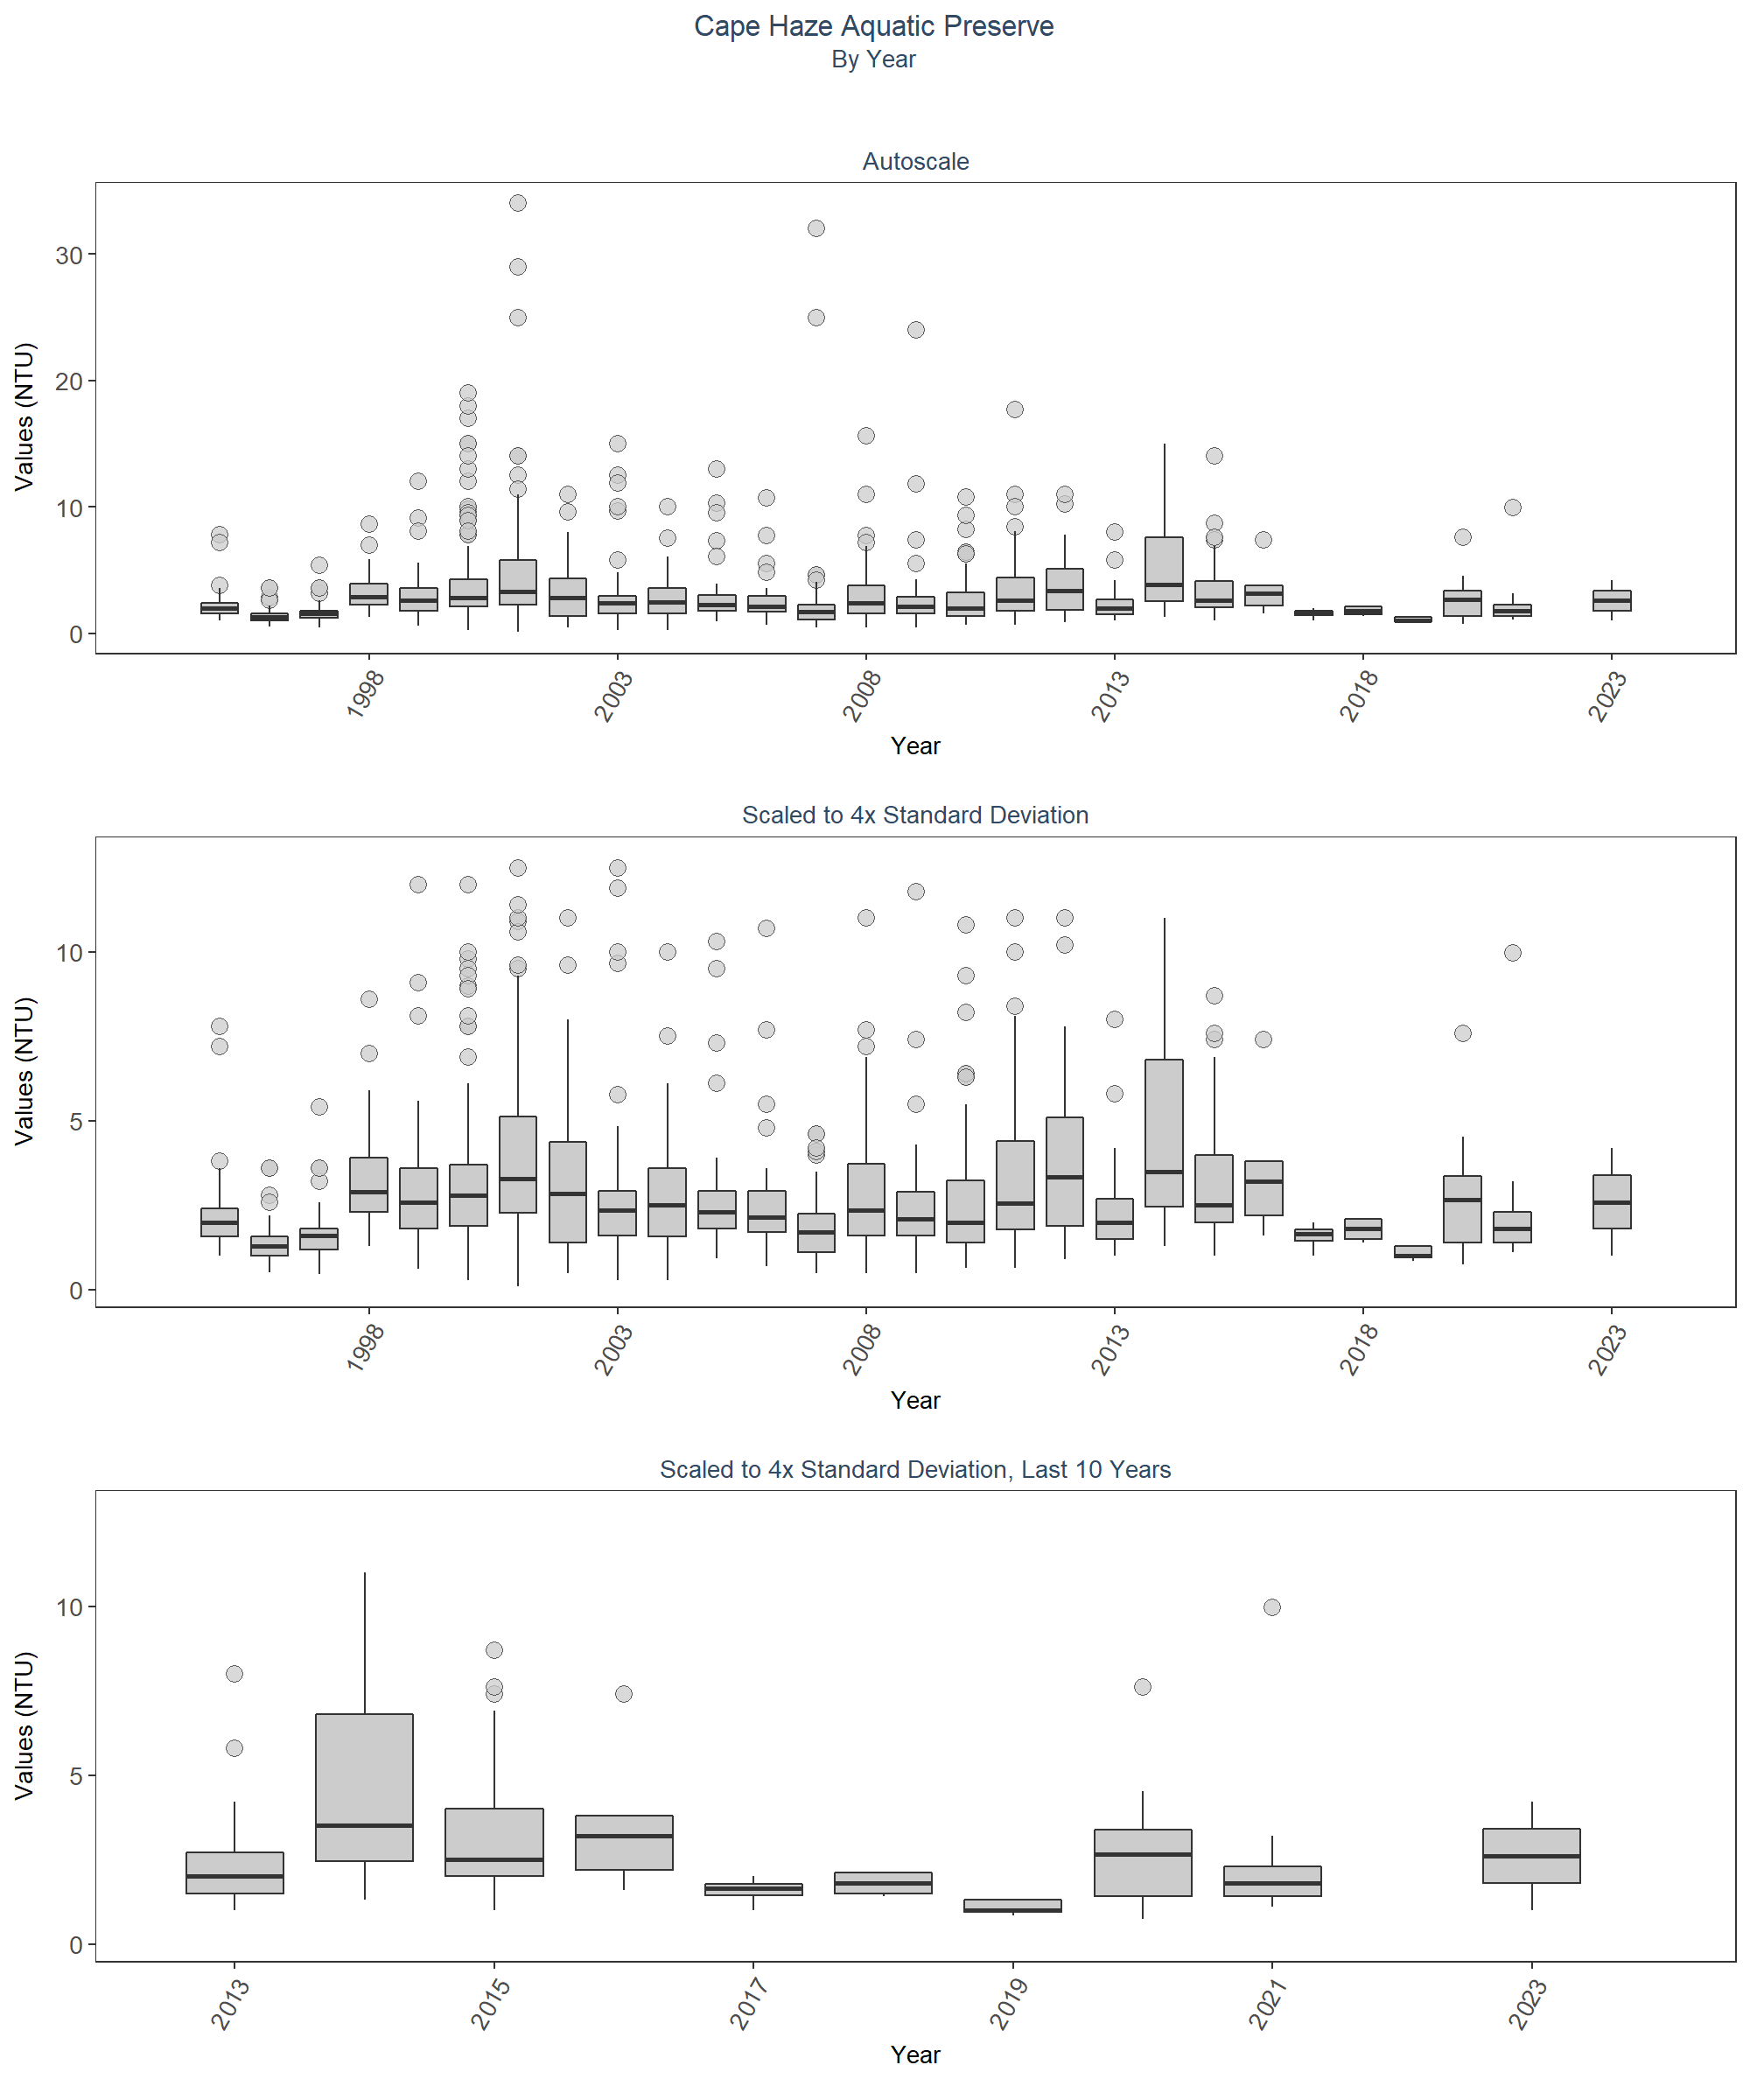 Cape Haze Aquatic Preserve
By Year
Autoscale
Values (NTU)
30
20
10
0
1998 2003 2008 2013 2018 2023
Year
Scaled to 4x Standard Deviation
Values (NTU)
10
5
0
1998 2003 2008 2013 2018 2023
Year
Scaled to 4x Standard Deviation, Last 10 Years
Values (NTU)
10
5
0
2013 2015 2017 2019 2021 2023
Year